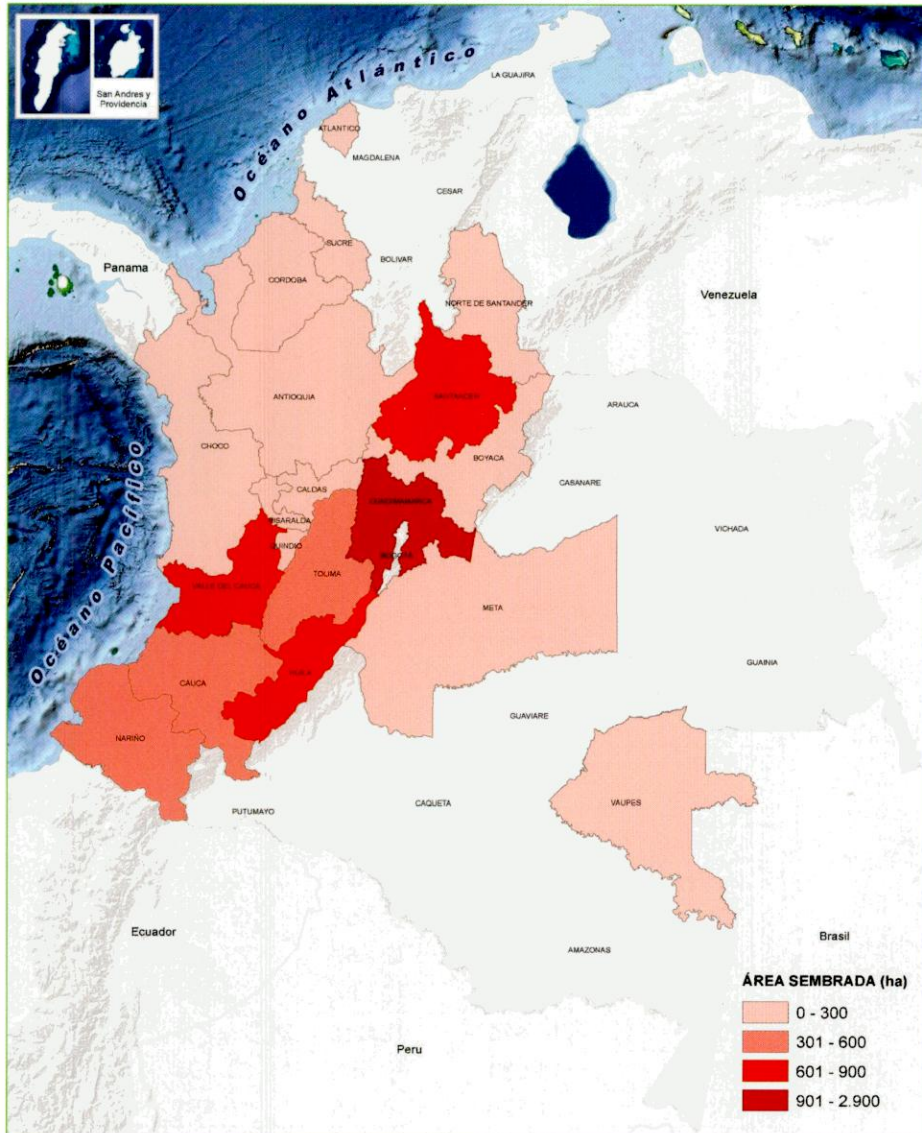 San Andres y
Providencia
Océano Atlántico
LA GUAJIRA
ATLANTICO
MAGDALENA
CESAR
SUCRE
BOLIVAR
Panama
CORDOBA
NORTE DE SANTANDER
Venezuela
ANTIOQUIA
SANTANDER
ARAUCA
CHOCO
BOYACA
Océano Pacífico
CALDAS
CASANARE
CUNDINAMARCA
RISARALDA
VICHADA
QUINDIO
BOGOTA
TOLIMA
VALLE DEL CAUCA
META
GUAINIA
HUILA
CAUCA
GUAVIARE
NARIÑO
CAQUETA
VAUPES
PUTUMAYO
Ecuador
AMAZONAS
Brasil
Peru
ÁREA SEMBRADA (ha)
0 - 300
301 - 600
601 - 900
901 - 2.900